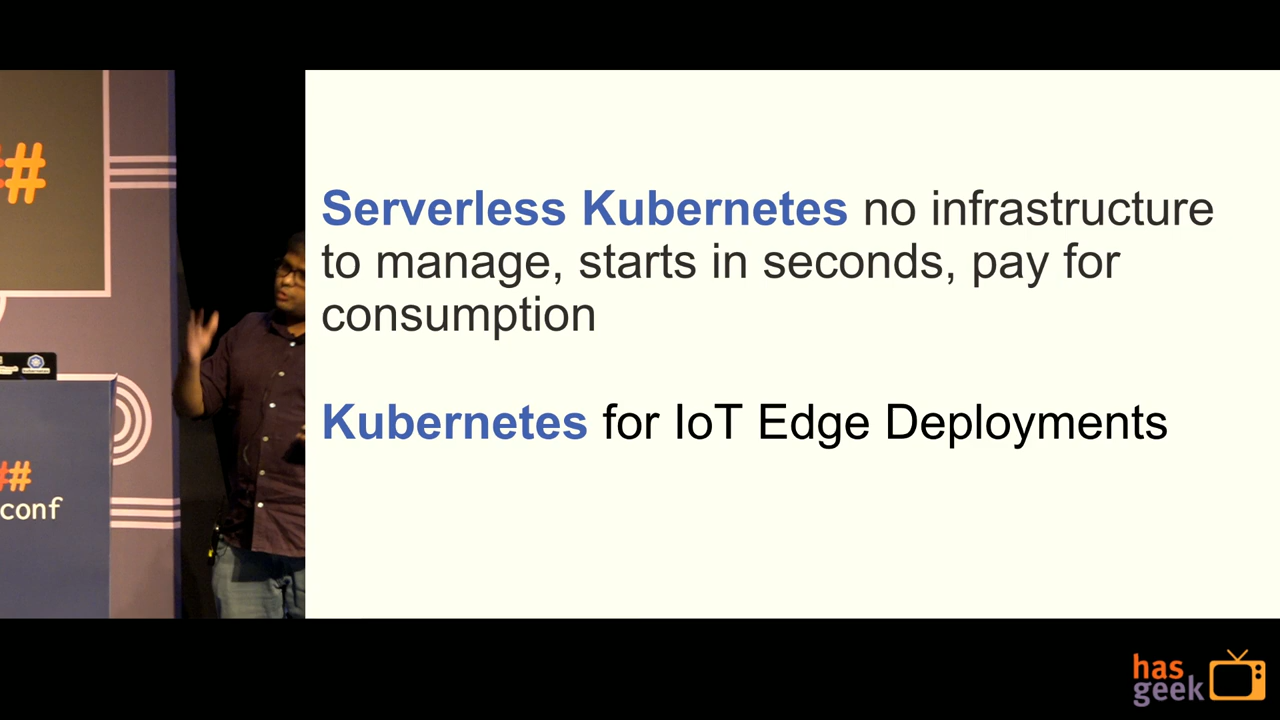 ##
Serverless Kubernetes no infrastructure
to manage, starts in seconds, pay for
consumption
Kubernetes for IoT Edge Deployments
##
conf
has
geek